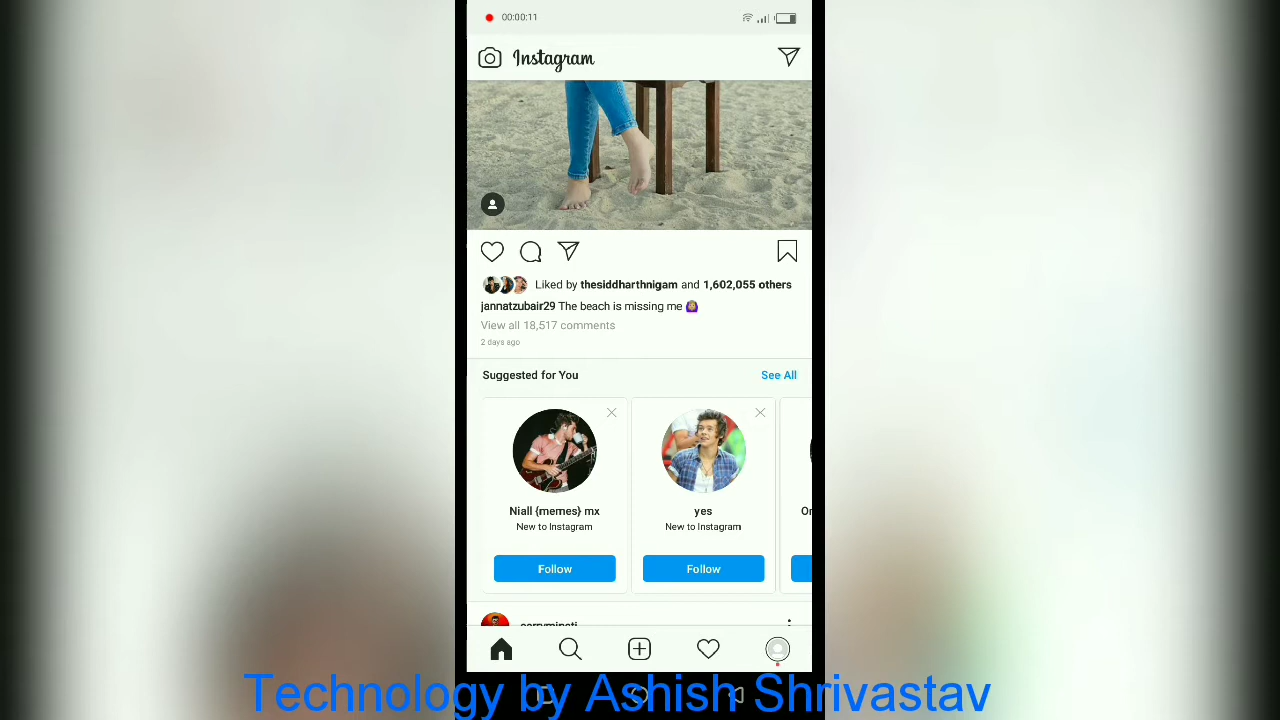 00:00:11
Instagram
Liked by thesiddharthnigam and 1,602,055 others
jannatzubair29 The beach is missing me 🙆‍♀️
View all 18,517 comments
2 days ago
Suggested for You See All
Niall {memes} mx yes
New to Instagram New to Instagram
Follow Follow
Technology by Ashish Shrivastav